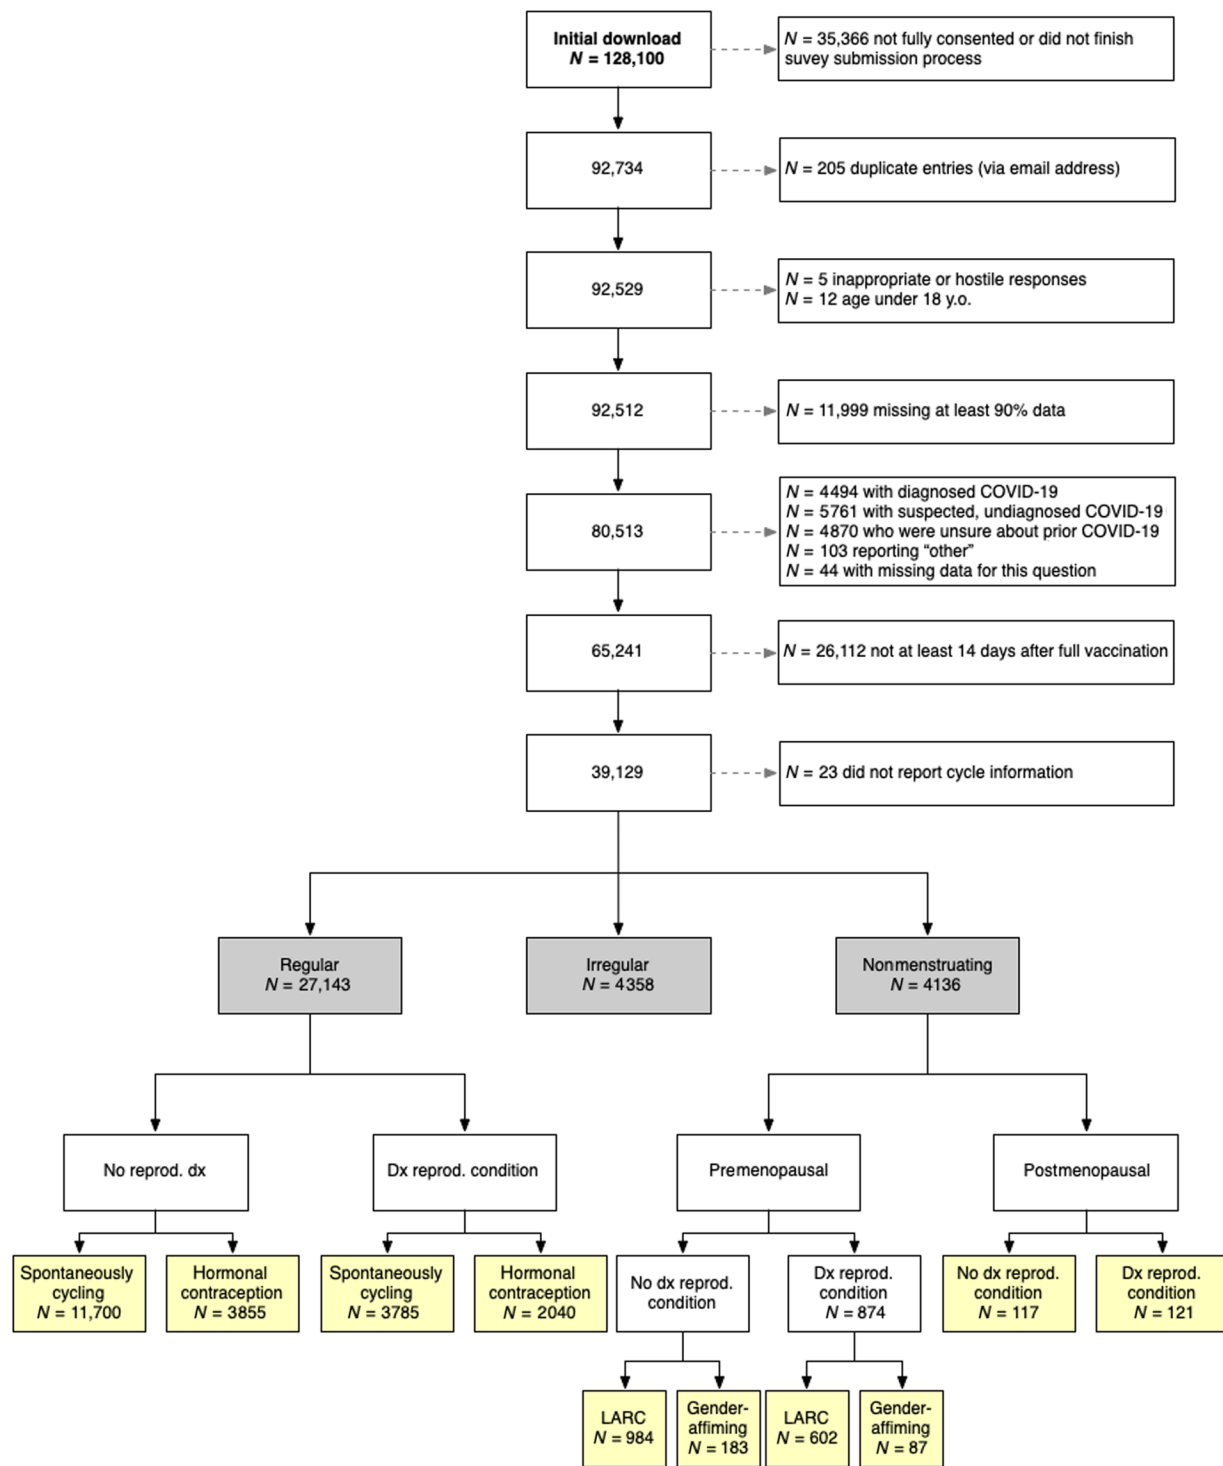 Initial download
N = 128,100
N = 35,366 not fully consented or did not finish
suvey submission process
92,734
N = 205 duplicate entries (via email address)
92,529
N = 5 inappropriate or hostile responses
N = 12 age under 18 y.o.
92,512
N = 11,999 missing at least 90% data
80,513
N = 4494 with diagnosed COVID-19
N = 5761 with suspected, undiagnosed COVID-19
N = 4870 who were unsure about prior COVID-19
N = 103 reporting “other”
N = 44 with missing data for this question
65,241
N = 26,112 not at least 14 days after full vaccination
39,129
N = 23 did not report cycle information
Regular
N = 27,143
Irregular
N = 4358
Nonmenstruating
N = 4136
No reprod. dx
Dx reprod. condition
Premenopausal
Postmenopausal
Spontaneously
cycling
N = 11,700
Hormonal
contraception
N = 3855
Spontaneously
cycling
N = 3785
Hormonal
contraception
N = 2040
No dx reprod.
condition
Dx reprod.
condition
N = 874
No dx reprod.
condition
N = 117
Dx reprod.
condition
N = 121
LARC
N = 984
Gender-
affiming
N = 183
LARC
N = 602
Gender-
affiming
N = 87